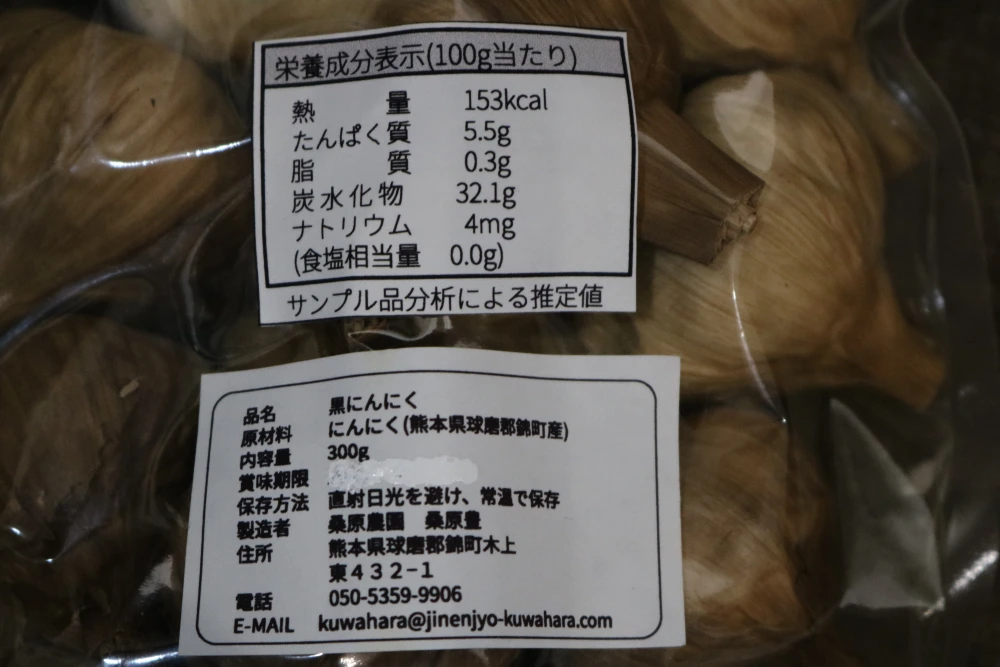 栄養成分表示(100g当たり)
熱量 153kcal
たんぱく質 5.5g
脂質 0.3g
炭水化物 32.1g
ナトリウム 4mg
(食塩相当量 0.0g)
サンプル品分析による推定値
品名 黒にんにく
原材料 にんにく(熊本県球磨郡錦町産)
内容量 300g
賞味期限
保存方法 直射日光を避け、常温で保存
製造者 桑原農園 桑原豊
住所 熊本県球磨郡錦町木上
東432-1
電話 050-5359-9906
E-MAIL kuwahara@jinenjyo-kuwahara.com